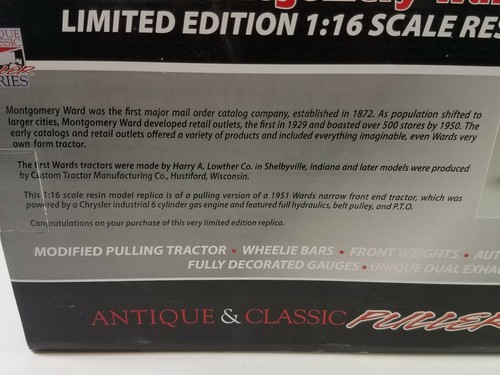 LIMITED EDITION 1:16 SCALE RES
RIES
Montgomery Ward was the first major mail order catalog company, established in 1872. As population shifted to
larger cities, Montgomery Ward developed retail outlets, the first in 1929 and boasted over 500 stores by 1950. The
early catalogs and retail outlets offered a variety of products and included everything imaginable, even Wards very
own farm tractor.
The first Wards tractors were made by Harry A. Lowther Co. in Shelbyville, Indiana and later models were produced
by Custom Tractor Manufacturing Co., Hustiford, Wisconsin.
This 1:16 scale resin model replica is of a pulling version of a 1951 Wards narrow front end tractor, which was
powered by a Chrysler industrial 6 cylinder gas engine and featured full hydraulics, belt pulley, and P.T.O.
Congratulations on your purchase of this very limited edition replica.
MODIFIED PULLING TRACTOR • WHEELIE BARS • FRONT WEIGHTS • AUT
FULLY DECORATED GAUGES • UNIQUE DUAL EXHAU
ANTIQUE & CLASSIC PULLER